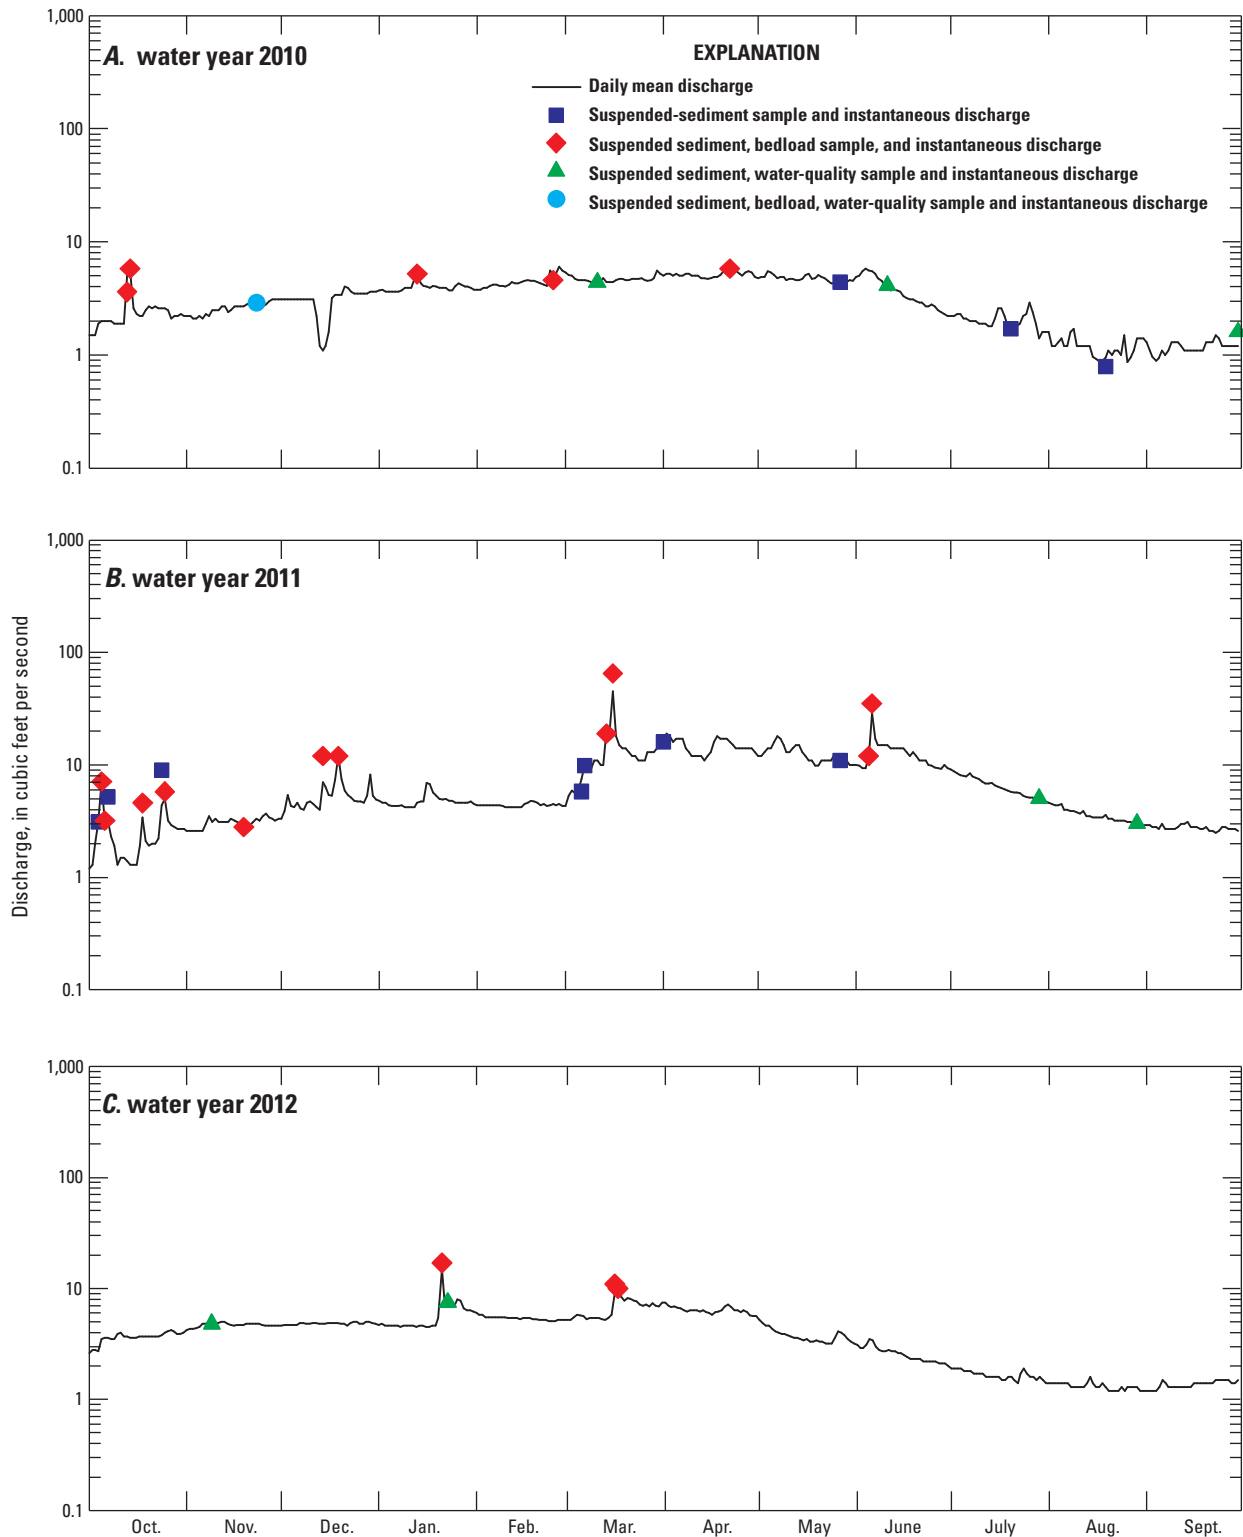 A. water year 2010
EXPLANATION
Daily mean discharge
Suspended-sediment sample and instantaneous discharge
Suspended sediment, bedload sample, and instantaneous discharge
Suspended sediment, water-quality sample and instantaneous discharge
Suspended sediment, bedload, water-quality sample and instantaneous discharge
1,000
100
10
1
0.1
B. water year 2011
1,000
100
10
1
0.1
Discharge, in cubic feet per second
C. water year 2012
1,000
100
10
1
0.1
Oct. Nov. Dec. Jan. Feb. Mar. Apr. May June July Aug. Sept.